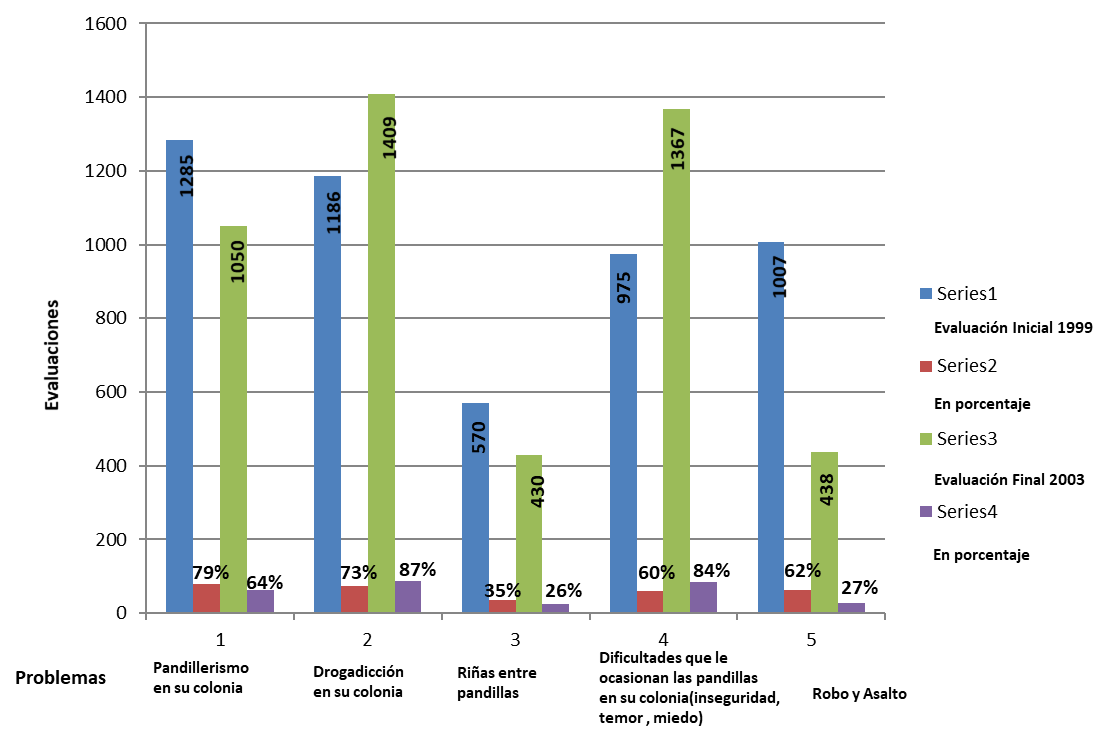 1600
1400
1200
1000
800
600
400
200
0
Evaluaciones
1285
1050
79%
64%
1186
1409
73%
87%
570
430
35%
26%
975
1367
60%
84%
1007
438
62%
27%
1
2
3
4
5
Problemas
Pandillerismo
en su colonia
Drogadicción
en su colonia
Riñas entre
pandillas
Dificultades que le
ocasionan las pandillas
en su colonia(inseguridad,
temor , miedo)
Robo y Asalto
Series1
Evaluación Inicial 1999
Series2
En porcentaje
Series3
Evaluación Final 2003
Series4
En porcentaje